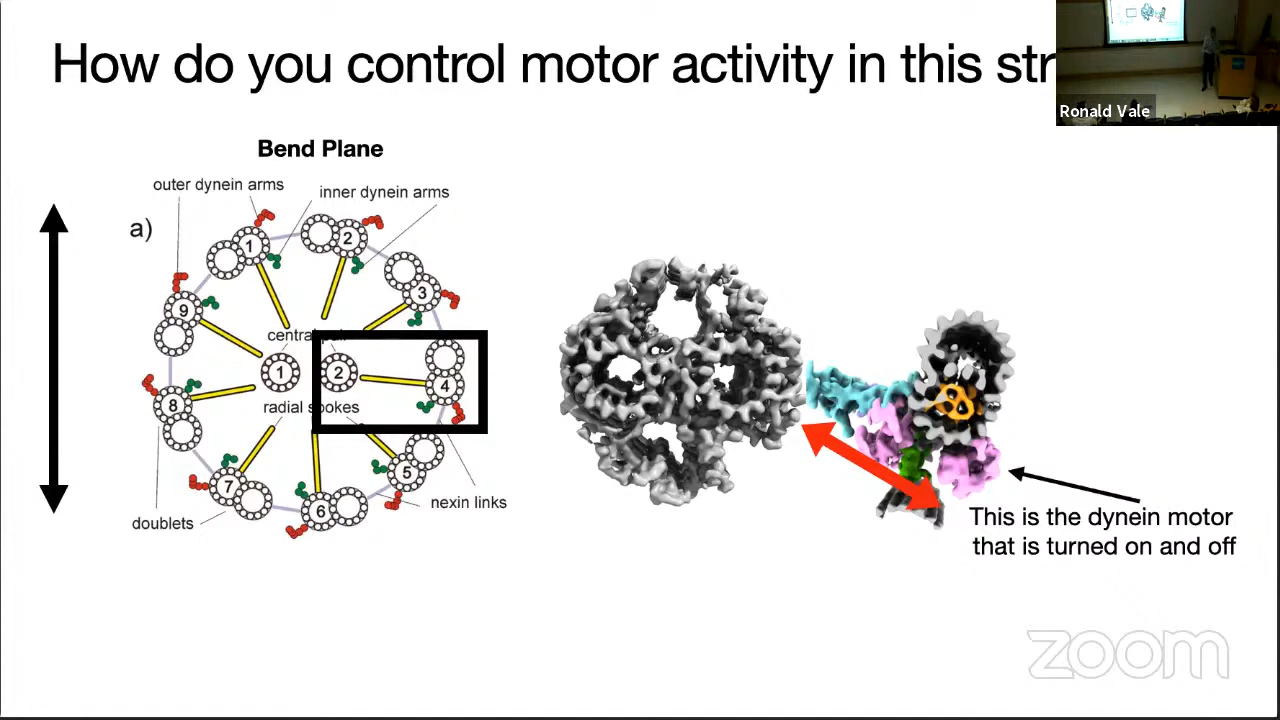 How do you control motor activity in this str
Ronald Vale
Bend Plane
outer dynein arms
inner dynein arms
a)
1
2
3
9
central pair
1
2
4
8
radial spokes
5
7
6
nexin links
doublets
This is the dynein motor
that is turned on and off
zoom